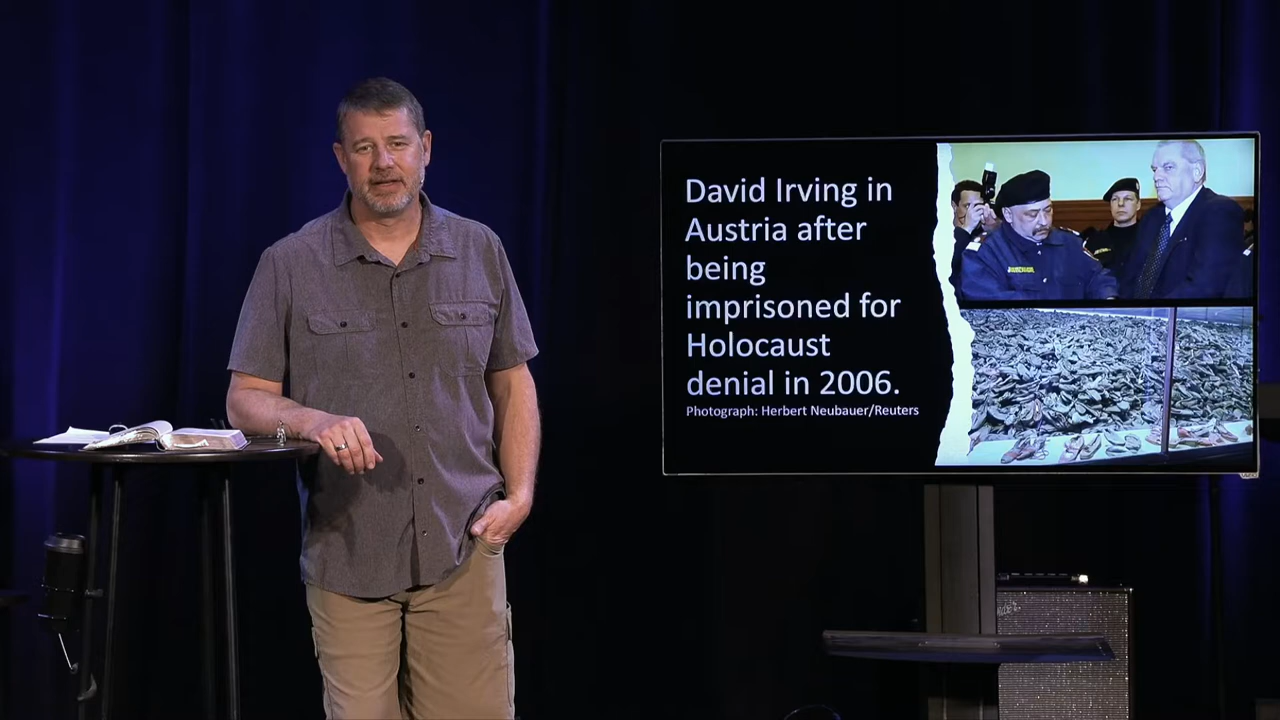 David Irving in
Austria after
being
imprisoned for
Holocaust
denial in 2006.
Photograph: Herbert Neubauer/Reuters